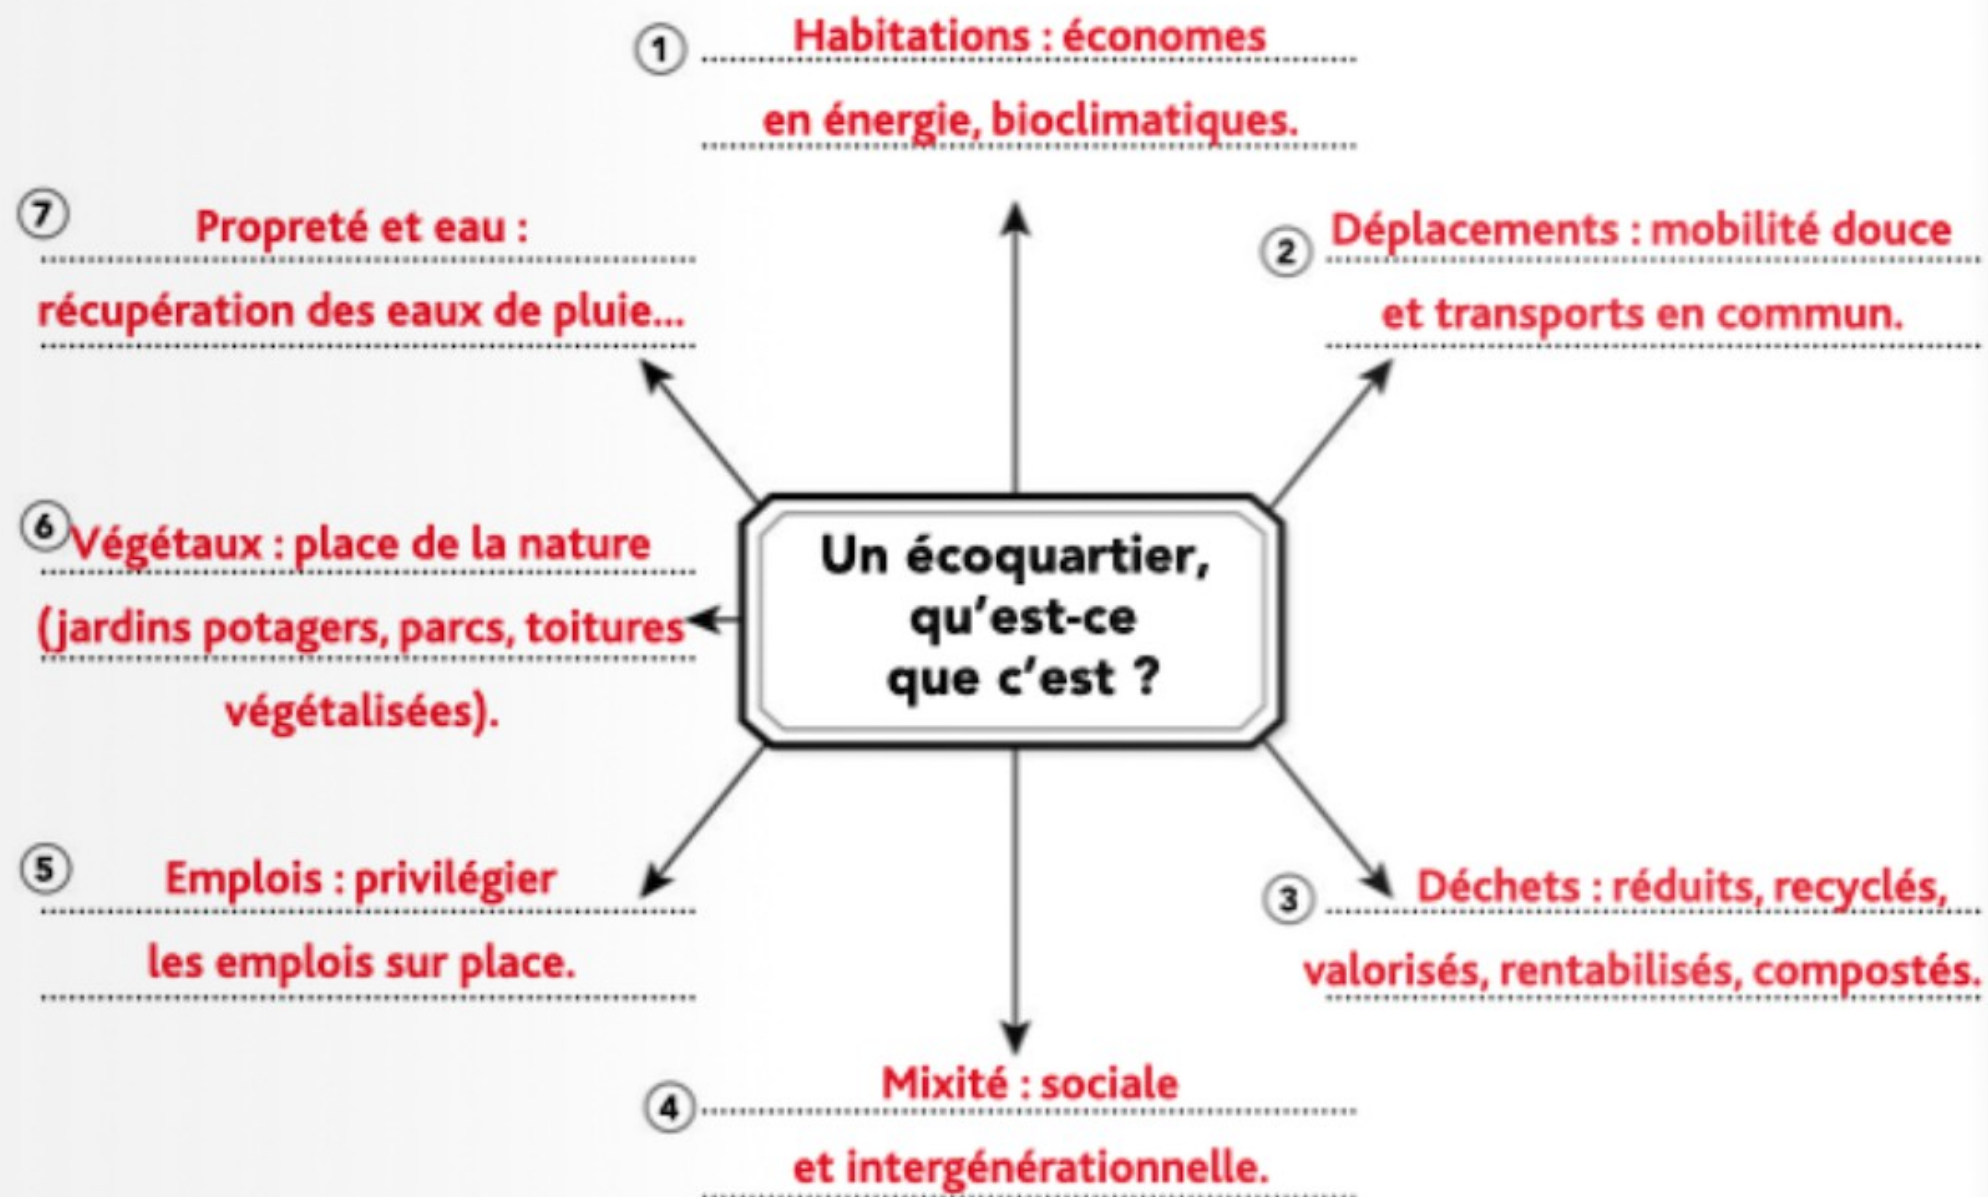 1 Habitations : économes
en énergie, bioclimatiques.
7 Propreté et eau :
récupération des eaux de pluie...
2 Déplacements : mobilité douce
et transports en commun.
6 Végétaux : place de la nature
(jardins potagers, parcs, toitures
végétalisées).
Un écoquartier,
qu'est-ce
que c'est ?
5 Emplois : privilégier
les emplois sur place.
3 Déchets : réduits, recyclés,
valorisés, rentabilisés, compostés.
4 Mixité : sociale
et intergénérationnelle.